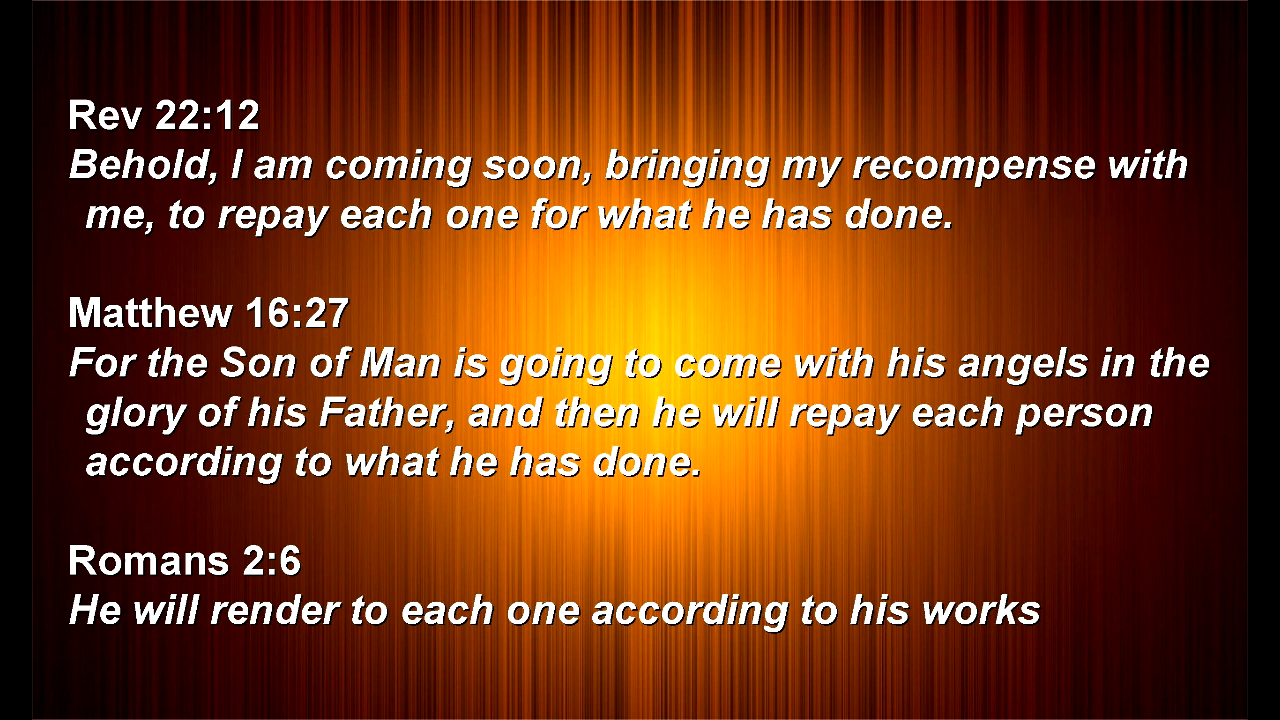 Rev 22:12
Behold, I am coming soon, bringing my recompense with
me, to repay each one for what he has done.
Matthew 16:27
For the Son of Man is going to come with his angels in the
glory of his Father, and then he will repay each person
according to what he has done.
Romans 2:6
He will render to each one according to his works